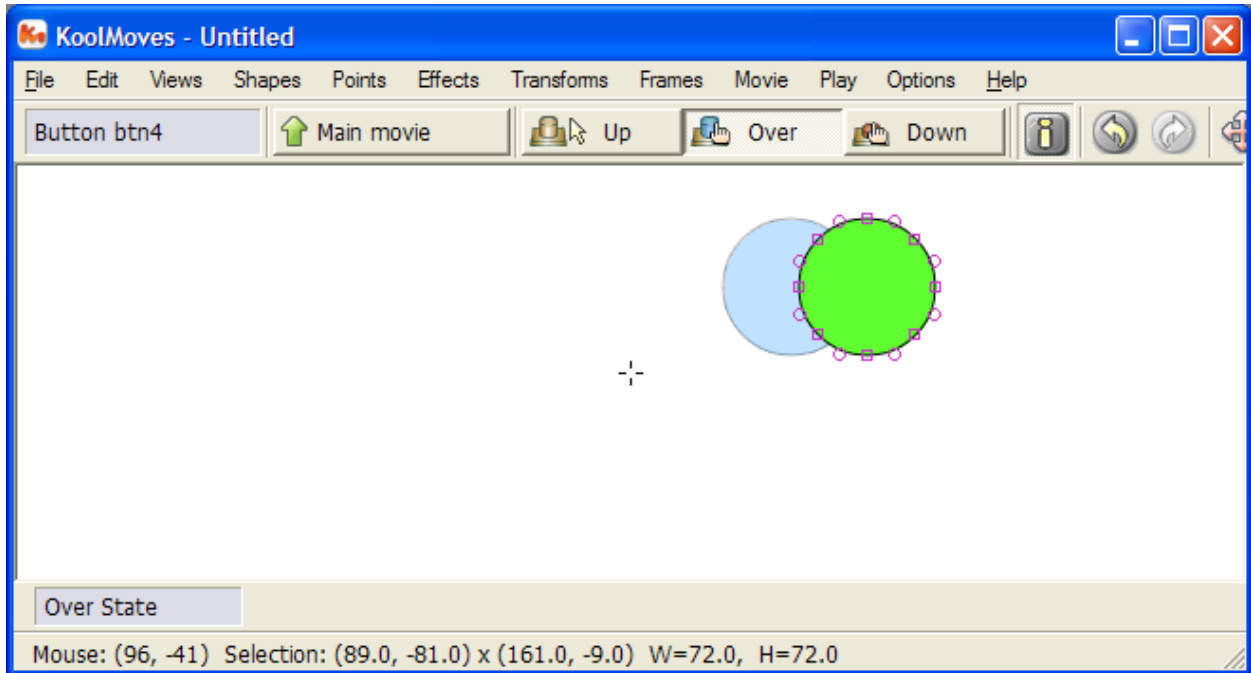 KoolMoves - Untitled
File Edit Views Shapes Points Effects Transforms Frames Movie Play Options Help
Button btn4 Main movie Up Over Down
Over State
Mouse: (96, -41) Selection: (89.0, -81.0) x (161.0, -9.0) W=72.0, H=72.0